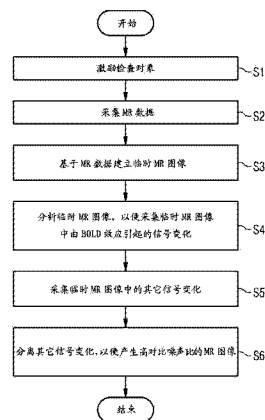 开始
激励检查对象
S1
采集MR数据
S2
基于MR数据建立临时MR图像
S3
分析临时MR图像，以便采集临时MR图像
中由BOLD效应引起的信号变化
S4
采集临时MR图像中的其它信号变化
S5
分离其它信号变化，以便产生高对比噪声比的MR图像
S6
结束